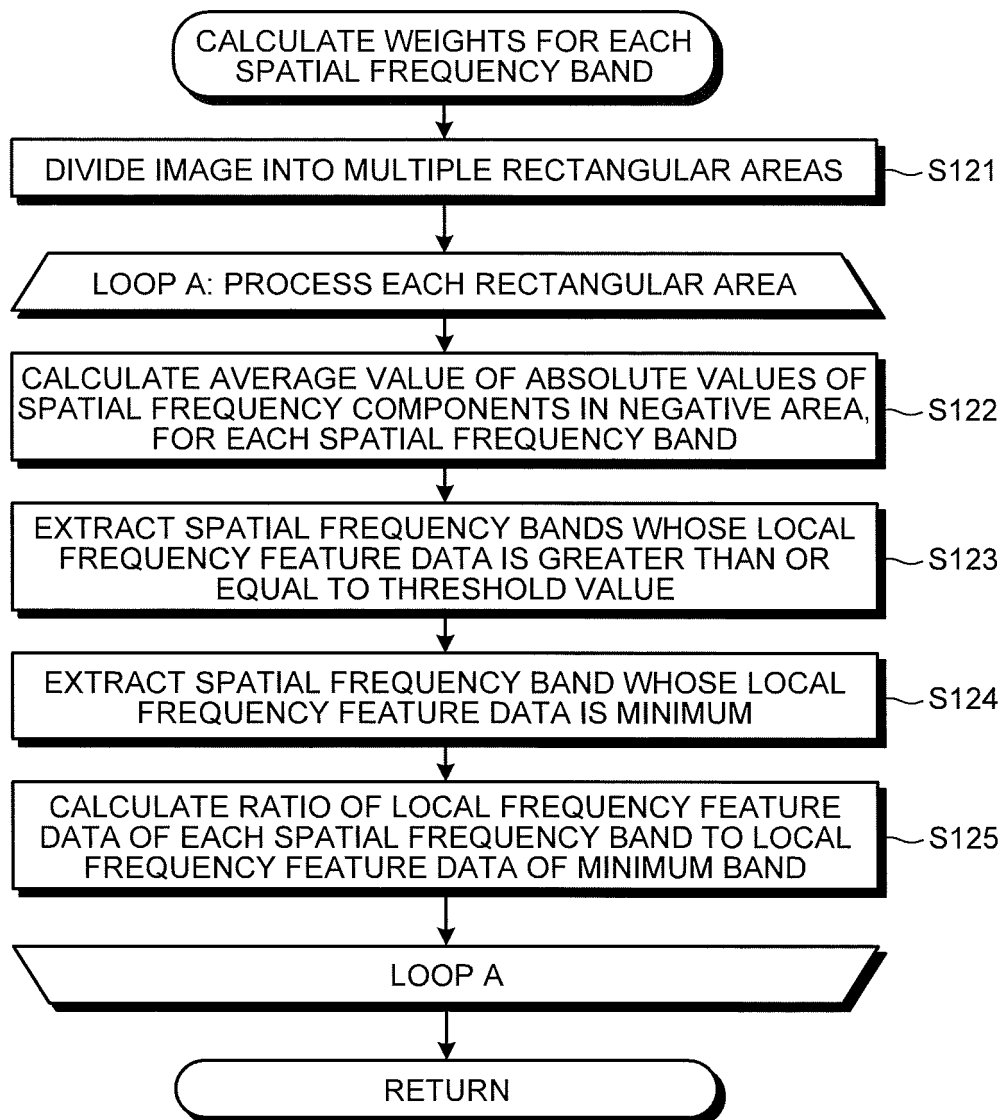 CALCULATE WEIGHTS FOR EACH
SPATIAL FREQUENCY BAND
DIVIDE IMAGE INTO MULTIPLE RECTANGULAR AREAS
S121
LOOP A: PROCESS EACH RECTANGULAR AREA
CALCULATE AVERAGE VALUE OF ABSOLUTE VALUES OF
SPATIAL FREQUENCY COMPONENTS IN NEGATIVE AREA,
FOR EACH SPATIAL FREQUENCY BAND
S122
EXTRACT SPATIAL FREQUENCY BANDS WHOSE LOCAL
FREQUENCY FEATURE DATA IS GREATER THAN OR
EQUAL TO THRESHOLD VALUE
S123
EXTRACT SPATIAL FREQUENCY BAND WHOSE LOCAL
FREQUENCY FEATURE DATA IS MINIMUM
S124
CALCULATE RATIO OF LOCAL FREQUENCY FEATURE
DATA OF EACH SPATIAL FREQUENCY BAND TO LOCAL
FREQUENCY FEATURE DATA OF MINIMUM BAND
S125
LOOP A
RETURN